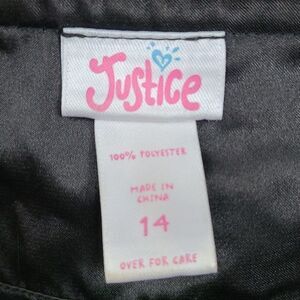 Justice
100% POLYESTER
MADE IN
CHINA
14
OVER FOR CARE